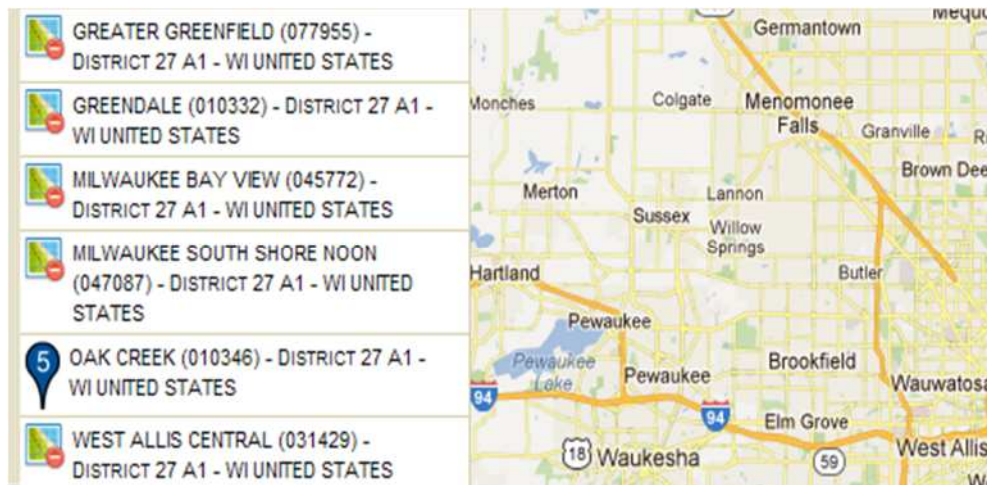 GREATER GREENFIELD (077955) -
DISTRICT 27 A1 - WI UNITED STATES
GREENDALE (010332) - DISTRICT 27 A1 -
WI UNITED STATES
MILWAUKEE BAY VIEW (045772) -
DISTRICT 27 A1 - WI UNITED STATES
MILWAUKEE SOUTH SHORE NOON
(047087) - DISTRICT 27 A1 - WI UNITED
STATES
5
OAK CREEK (010346) - DISTRICT 27 A1 -
WI UNITED STATES
WEST ALLIS CENTRAL (031429) -
DISTRICT 27 A1 - WI UNITED STATES
Mequo
Germantown
Monches
Colgate
Menomonee
Falls
Granville
Brown Dee
Merton
Lannon
Sussex
Willow
Springs
Hartland
Butler
Pewaukee
Pewaukee
Lake
Pewaukee
Brookfield
Wauwatosa
94
94
Elm Grove
18
Waukesha
59
West Allis